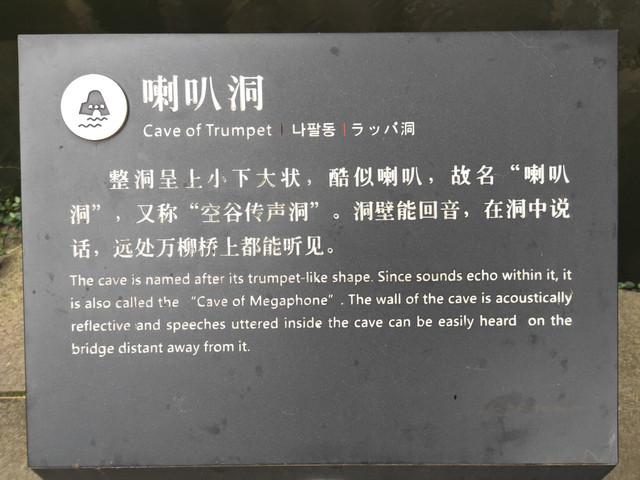 喇叭洞
Cave of Trumpet | 나팔동 | ラッパ洞
整洞呈上小下大状，酷似喇叭，故名“喇叭
洞”，又称“空谷传声洞”。洞壁能回音，在洞中说
话，远处万柳桥上都能听见。
The cave is named after its trumpet-like shape. Since sounds echo within it, it
is also called the “Cave of Megaphone”. The wall of the cave is acoustically
reflective and speeches uttered inside the cave can be easily heard on the
bridge distant away from it.